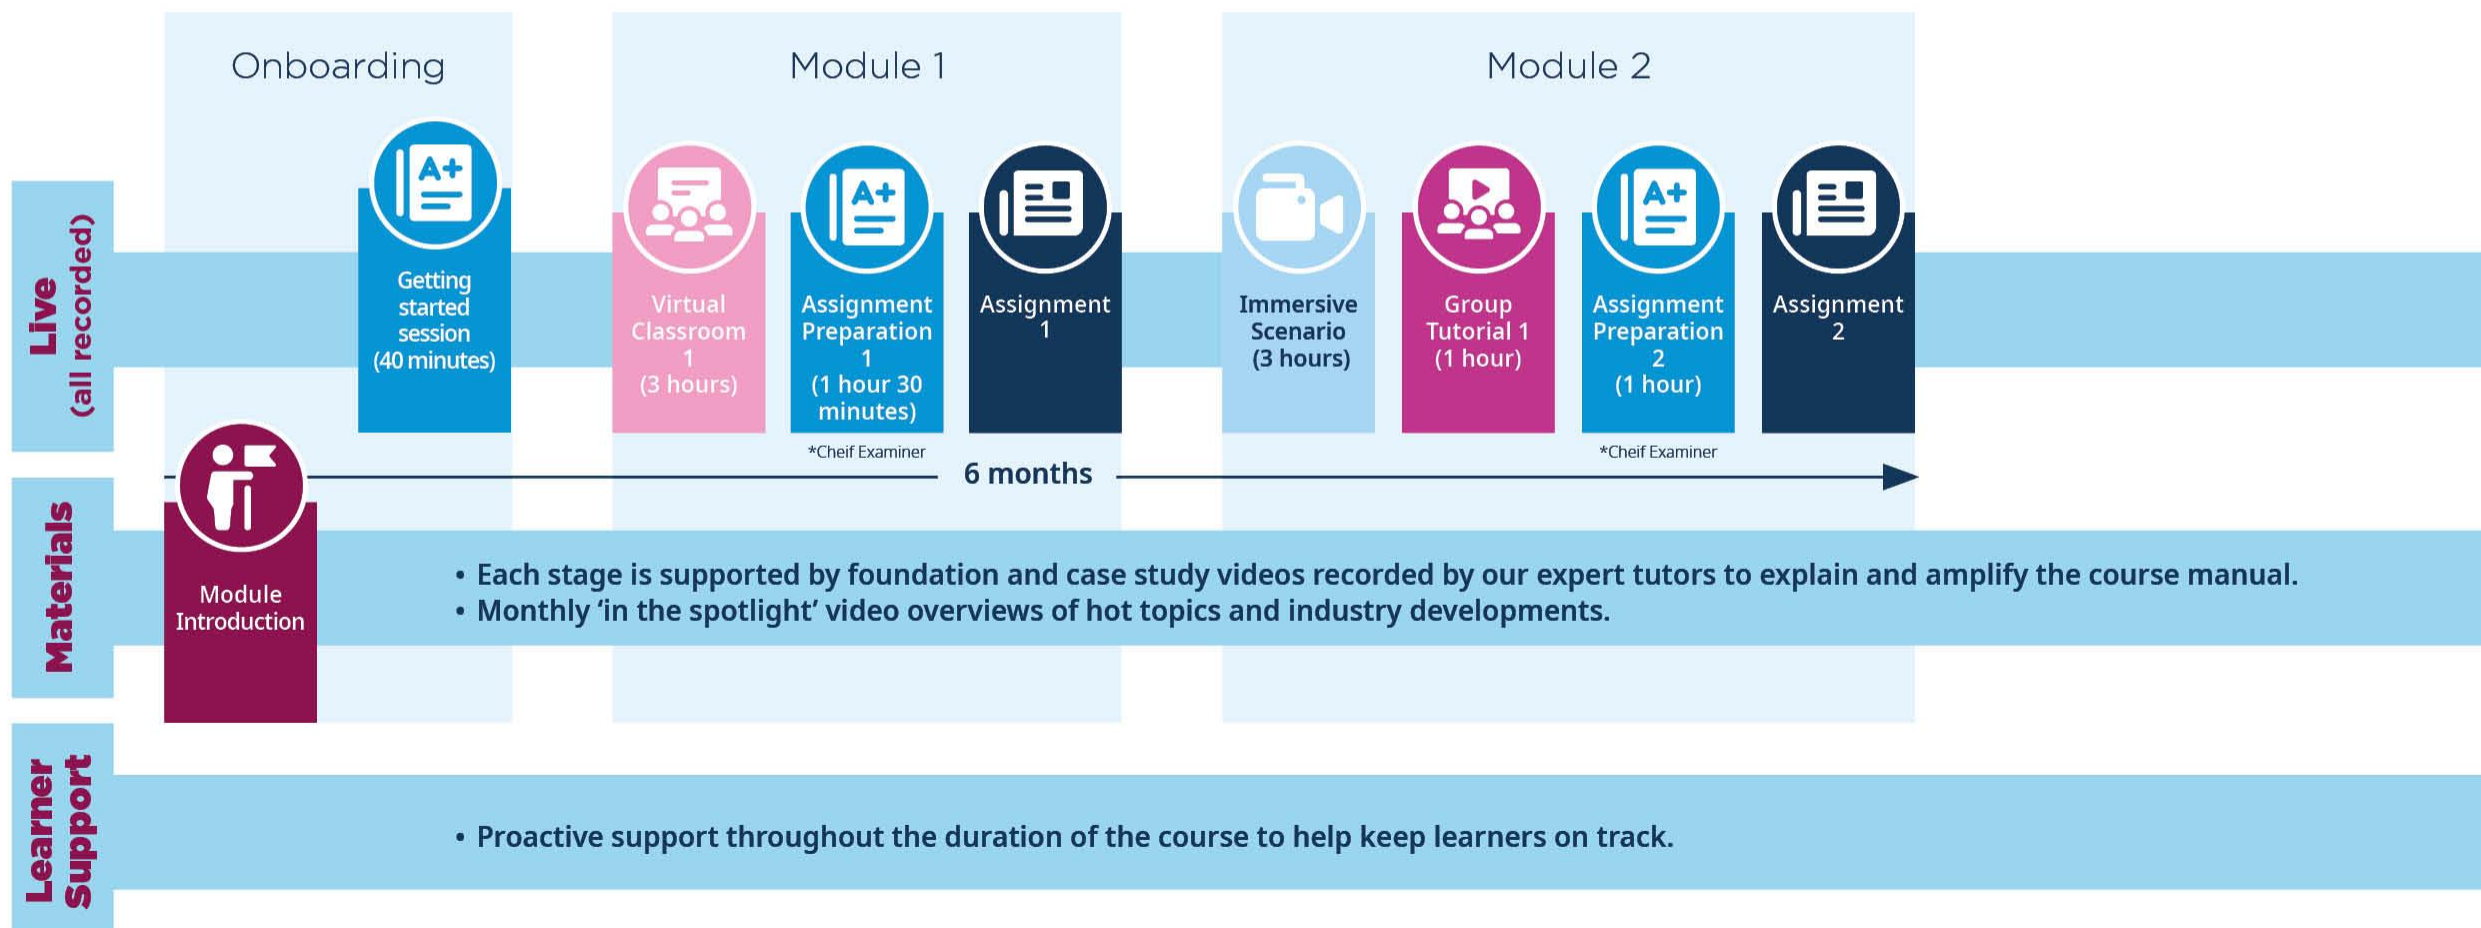 Onboarding
Module 1
Module 2
Live
(all recorded)
A+
Getting
started
session
(40 minutes)
Virtual
Classroom
1
(3 hours)
A+
Assignment
Preparation
1
(1 hour 30
minutes)
*Cheif Examiner
Assignment
1
Immersive
Scenario
(3 hours)
Group
Tutorial 1
(1 hour)
A+
Assignment
Preparation
2
(1 hour)
*Cheif Examiner
Assignment
2
6 months
Materials
Module
Introduction
• Each stage is supported by foundation and case study videos recorded by our expert tutors to explain and amplify the course manual.
• Monthly ‘in the spotlight’ video overviews of hot topics and industry developments.
Learner
Support
• Proactive support throughout the duration of the course to help keep learners on track.